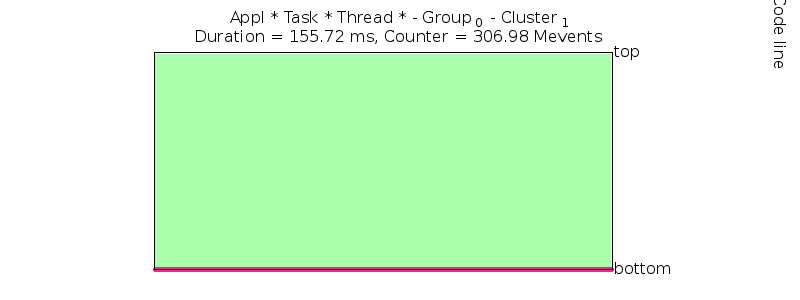 Appl * Task * Thread * - Group 0 - Cluster 1
Duration = 155.72 ms, Counter = 306.98 Mevents
top
bottom
Code line